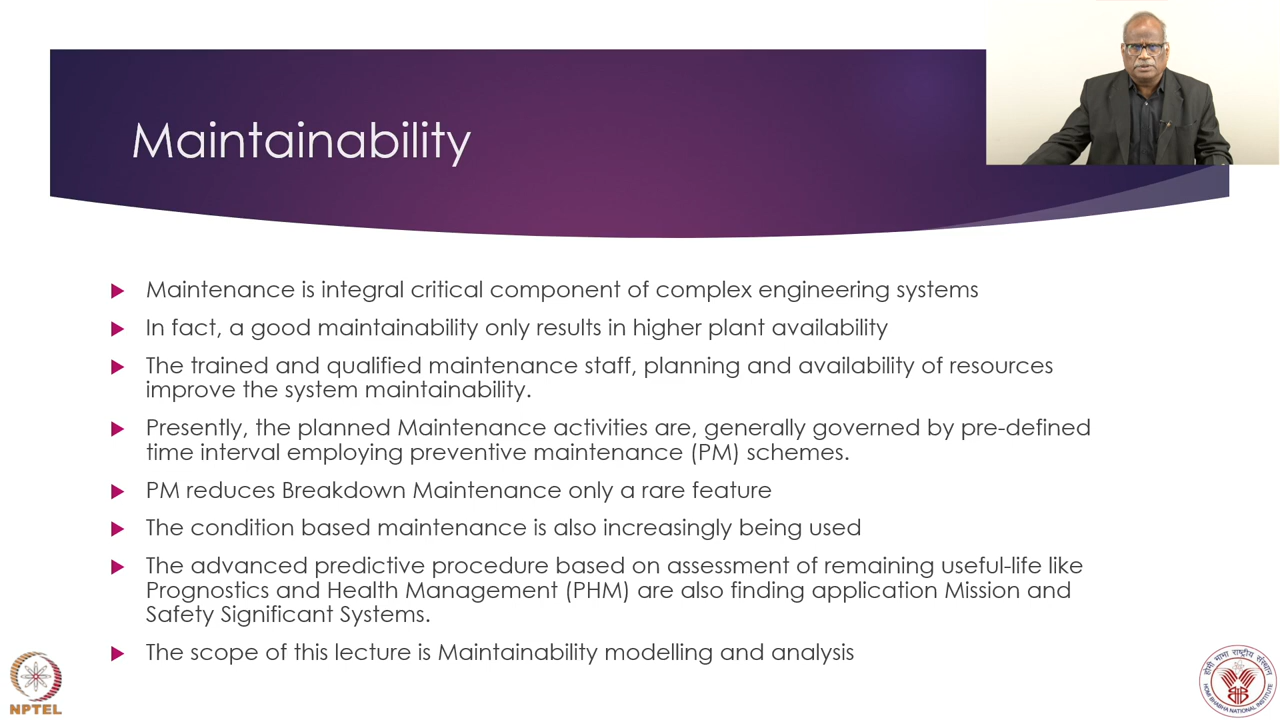 Maintainability
Maintenance is integral critical component of complex engineering systems
In fact, a good maintainability only results in higher plant availability
The trained and qualified maintenance staff, planning and availability of resources
improve the system maintainability.
Presently, the planned Maintenance activities are, generally governed by pre-defined
time interval employing preventive maintenance (PM) schemes.
PM reduces Breakdown Maintenance only a rare feature
The condition based maintenance is also increasingly being used
The advanced predictive procedure based on assessment of remaining useful-life like
Prognostics and Health Management (PHM) are also finding application Mission and
Safety Significant Systems.
The scope of this lecture is Maintainability modelling and analysis
NPTEL
होमी भाभा राष्ट्रीय संस्थान
HOMI BHABHA NATIONAL INSTITUTE